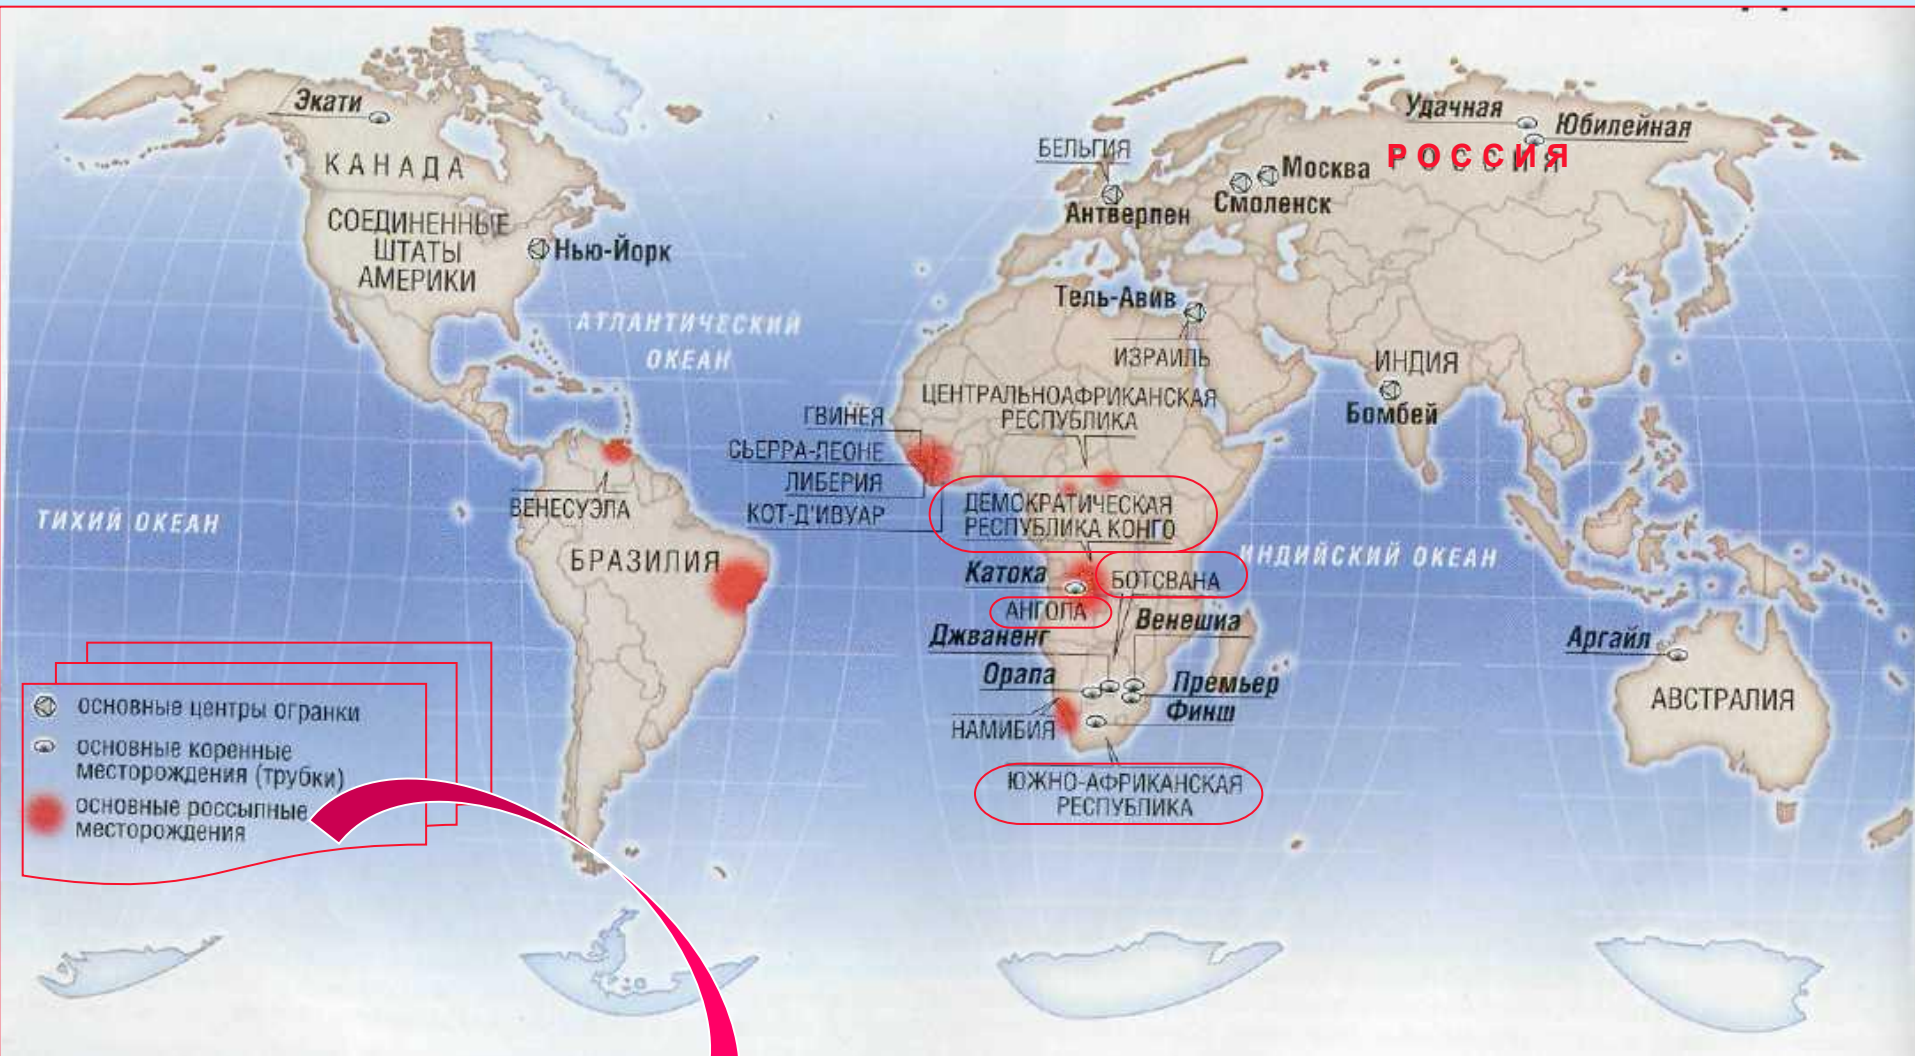 Экати
КАНАДА
СОЕДИНЕННЫЕ
ШТАТЫ
АМЕРИКИ
Нью-Йорк
АТЛАНТИЧЕСКИЙ
ОКЕАН
ТИХИЙ ОКЕАН
ВЕНЕСУЭЛА
БРАЗИЛИЯ
ГВИНЕЯ
СЬЕРРА-ЛЕОНЕ
ЛИБЕРИЯ
КОТ-Д'ИВУАР
БЕЛЬГИЯ
Антверпен
Смоленск
Москва
Удачная
Юбилейная
РОССИЯ
Тель-Авив
ИЗРАИЛЬ
ИНДИЯ
Бомбей
ЦЕНТРАЛЬНОАФРИКАНСКАЯ
РЕСПУБЛИКА
ДЕМОКРАТИЧЕСКАЯ
РЕСПУБЛИКА КОНГО
ИНДИЙСКИЙ ОКЕАН
Катока
БОТСВАНА
АНГОЛА
Джваненг
Венешиа
Орапа
Премьер
Финш
НАМИБИЯ
ЮЖНО-АФРИКАНСКАЯ
РЕСПУБЛИКА
Аргайл
АВСТРАЛИЯ
основные центры огранки
основные коренные
месторождения (трубки)
основные россыпные
месторождения